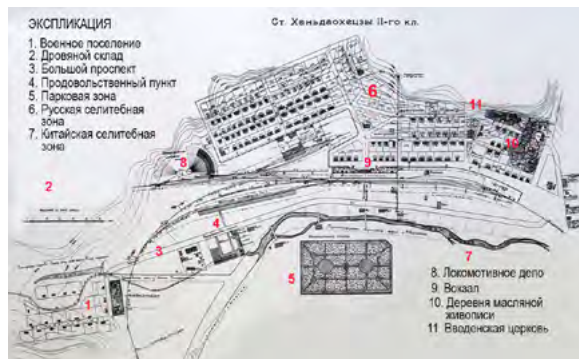 ЭКСПЛИКАЦИЯ
Ст. Хеньдаохецзы II-го кл.
1. Военное поселение
2. Дровяной склад
3. Большой проспект
4. Продовольственный пункт
5. Парковая зона
6. Русская селитебная
зона
7. Китайская селитебная
зона
6
11
10
8
9
2
4
3
7
5
1
8. Локомотивное депо
9. Вокзал
10. Деревня масляной
живописи
11 Введенская церковь